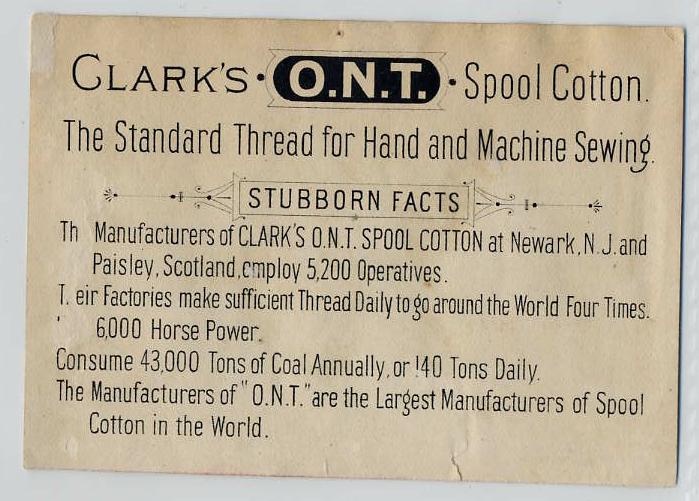 CLARK'S · O.N.T. · Spool Cotton.
The Standard Thread for Hand and Machine Sewing.
STUBBORN FACTS
Th Manufacturers of CLARK'S O.N.T. SPOOL COTTON at Newark, N.J. and
Paisley, Scotland, employ 5,200 Operatives.
T. eir Factories make sufficient Thread Daily to go around the World Four Times.
' 6,000 Horse Power.
Consume 43,000 Tons of Coal Annually, or 140 Tons Daily.
The Manufacturers of "O.N.T." are the Largest Manufacturers of Spool
Cotton in the World.